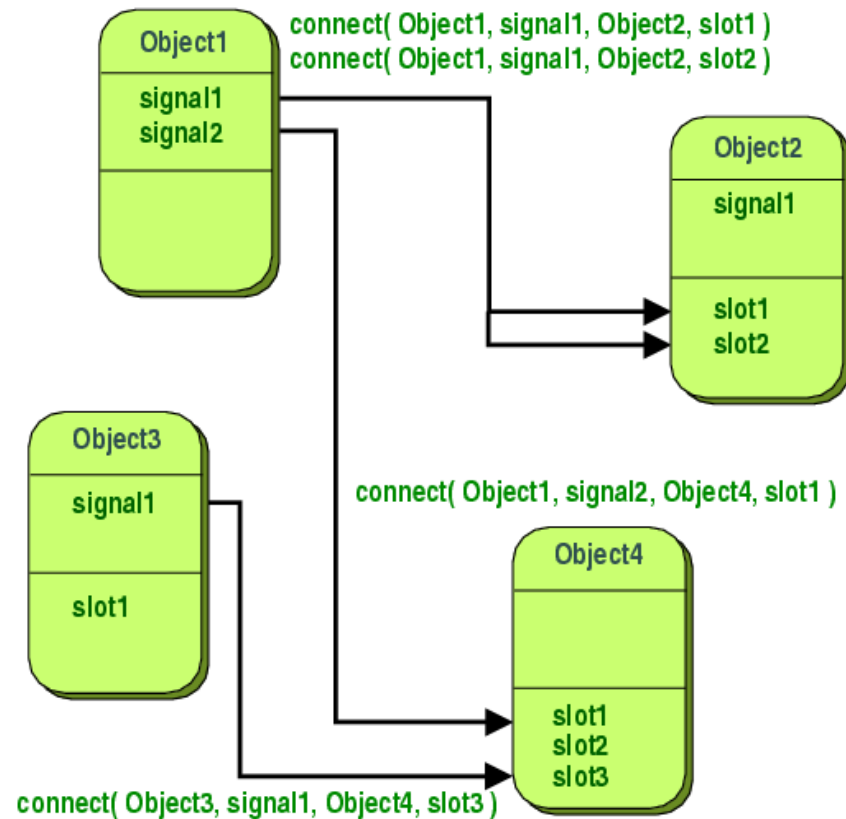 Object1
signal1
signal2
connect( Object1, signal1, Object2, slot1 )
connect( Object1, signal1, Object2, slot2 )
Object2
signal1
slot1
slot2
Object3
signal1
slot1
connect( Object1, signal2, Object4, slot1 )
Object4
slot1
slot2
slot3
connect( Object3, signal1, Object4, slot3 )